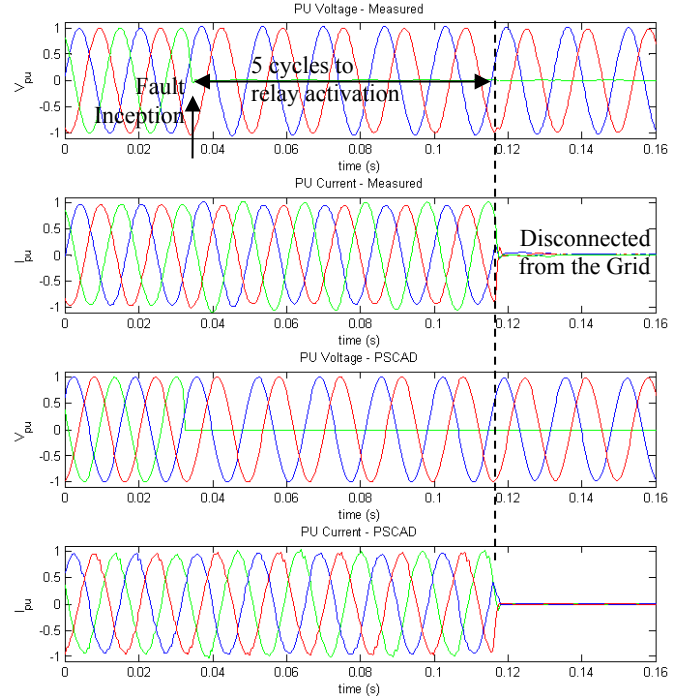 PU Voltage - Measured
1
0.5
0
-0.5
-1
V_pu
Fault
Inception
5 cycles to
relay activation
0 0.02 0.04 0.06 0.08 0.1 0.12 0.14 0.16
time (s)
PU Current - Measured
1
0.5
0
-0.5
-1
I_pu
Disconnected
from the Grid
0 0.02 0.04 0.06 0.08 0.1 0.12 0.14 0.16
time (s)
PU Voltage - PSCAD
1
0.5
0
-0.5
-1
V_pu
0 0.02 0.04 0.06 0.08 0.1 0.12 0.14 0.16
time (s)
PU Current - PSCAD
1
0.5
0
-0.5
-1
I_pu
0 0.02 0.04 0.06 0.08 0.1 0.12 0.14 0.16
time (s)